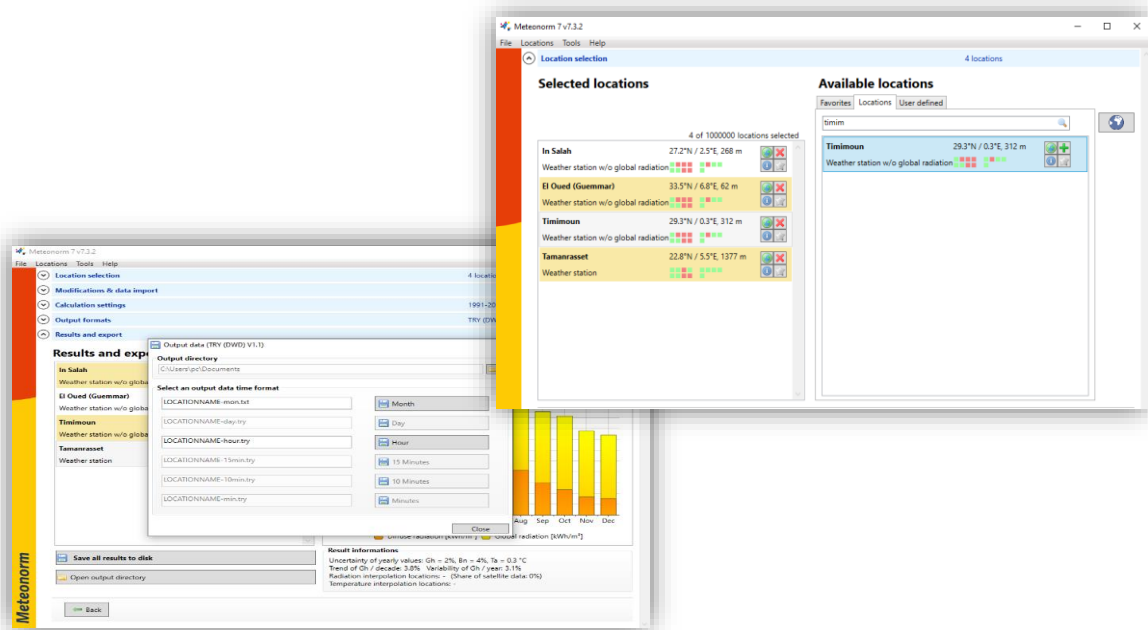 Meteonorm 7 v7.3.2
File Locations Tools Help
Location selection 4 locations
Selected locations
4 of 1000000 locations selected
In Salah 27.2°N / 2.5°E, 268 m
Weather station w/o global radiation
El Oued (Guemmar) 33.5°N / 6.8°E, 62 m
Weather station w/o global radiation
Timimoun 29.3°N / 0.3°E, 312 m
Weather station w/o global radiation
Tamanrasset 22.8°N / 5.5°E, 1377 m
Weather station
Available locations
Favorites Locations User defined
timim
Timimoun 29.3°N / 0.3°E, 312 m
Weather station w/o global radiation
Meteonorm 7 v7.3.2
File Locations Tools Help
Location selection 4 locatio
Modifications & data import
Calculation settings 1991-20
Output formats TRY (DW
Results and export
Results and expo
In Salah
Weather station w/o globa
El Oued (Guemmar)
Weather station w/o globa
Timimoun
Weather station w/o globa
Tamanrasset
Weather station
Output data (TRY (DWD) V1.1)
Output directory
C:\Users\pc\Documents
Select an output data time format
LOCATIONNAME-mon.txt Month
LOCATIONNAME-day.try Day
LOCATIONNAME-hour.try Hour
LOCATIONNAME-15min.try 15 Minutes
LOCATIONNAME-10min.try 10 Minutes
LOCATIONNAME-min.try Minutes
Close
Aug Sep Oct Nov Dec
Diffuse radiation [kWh/m²] Global radiation [kWh/m²]
Save all results to disk
Open output directory
Result informations
Uncertainty of yearly values: Gh = 2%, Bn = 4%, Ta = 0.3 °C
Trend of Gh / decade: 3.8% Variability of Gh / year: 3.1%
Radiation interpolation locations: - (Share of satellite data: 0%)
Temperature interpolation locations: -
Back
Meteonorm